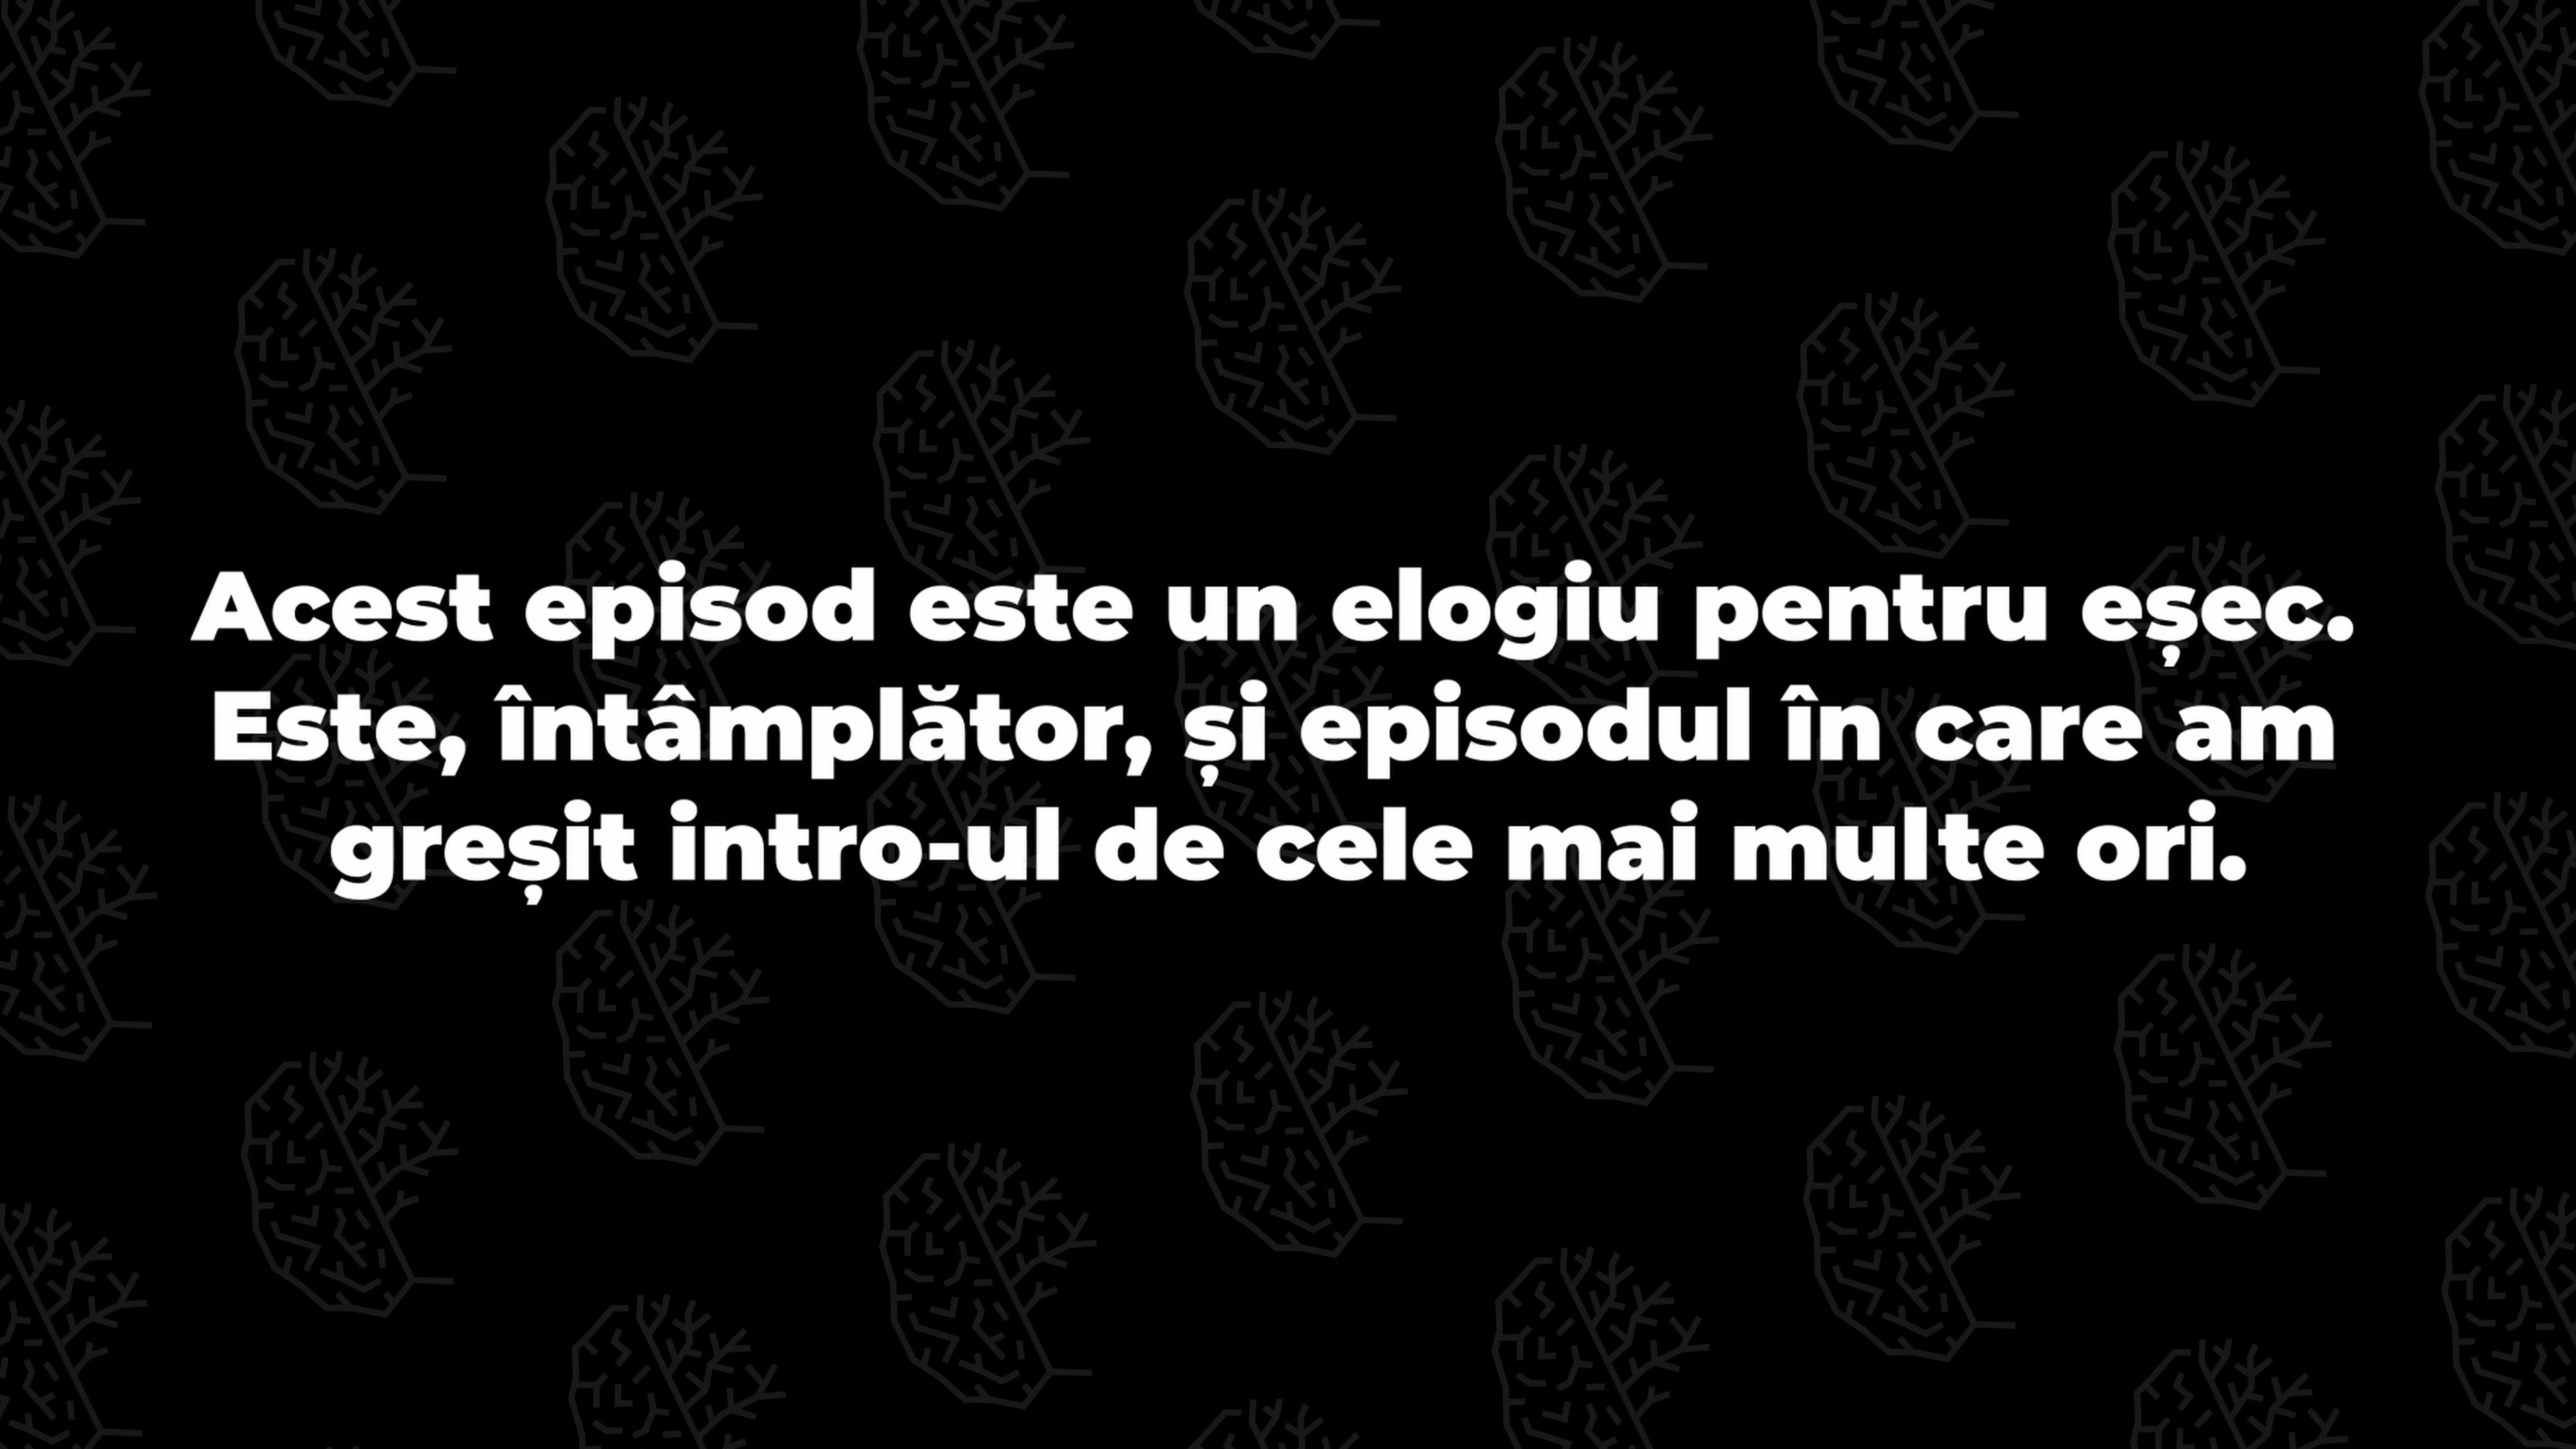 Acest episod este un elogiu pentru eșec.
Este, întâmplător, și episodul în care am
greșit intro-ul de cele mai multe ori.